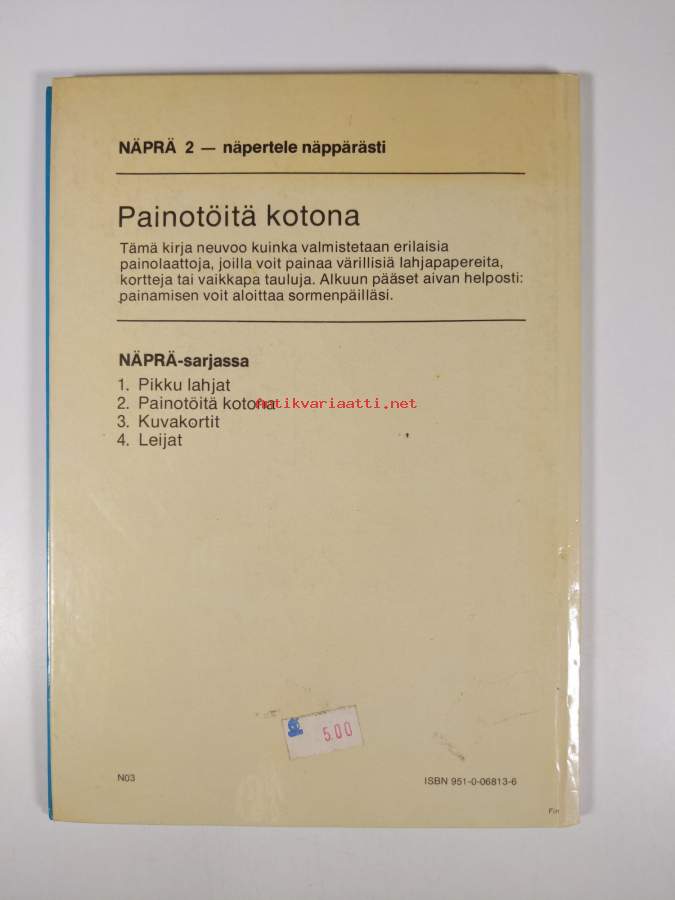 NÄPRÄ 2 — näpertele näppärästi
Painotöitä kotona
Tämä kirja neuvoo kuinka valmistetaan erilaisia
painolaattoja, joilla voit painaa värillisiä lahjapapereita,
kortteja tai vaikkapa tauluja. Alkuun pääset aivan helposti:
painamisen voit aloittaa sormenpäilläsi.
NÄPRÄ-sarjassa
1. Pikku lahjat
2. Painotöitä kotona
antikvariaatti.net
3. Kuvakortit
4. Leijat
5.00
N03
ISBN 951-0-06813-6
Fin